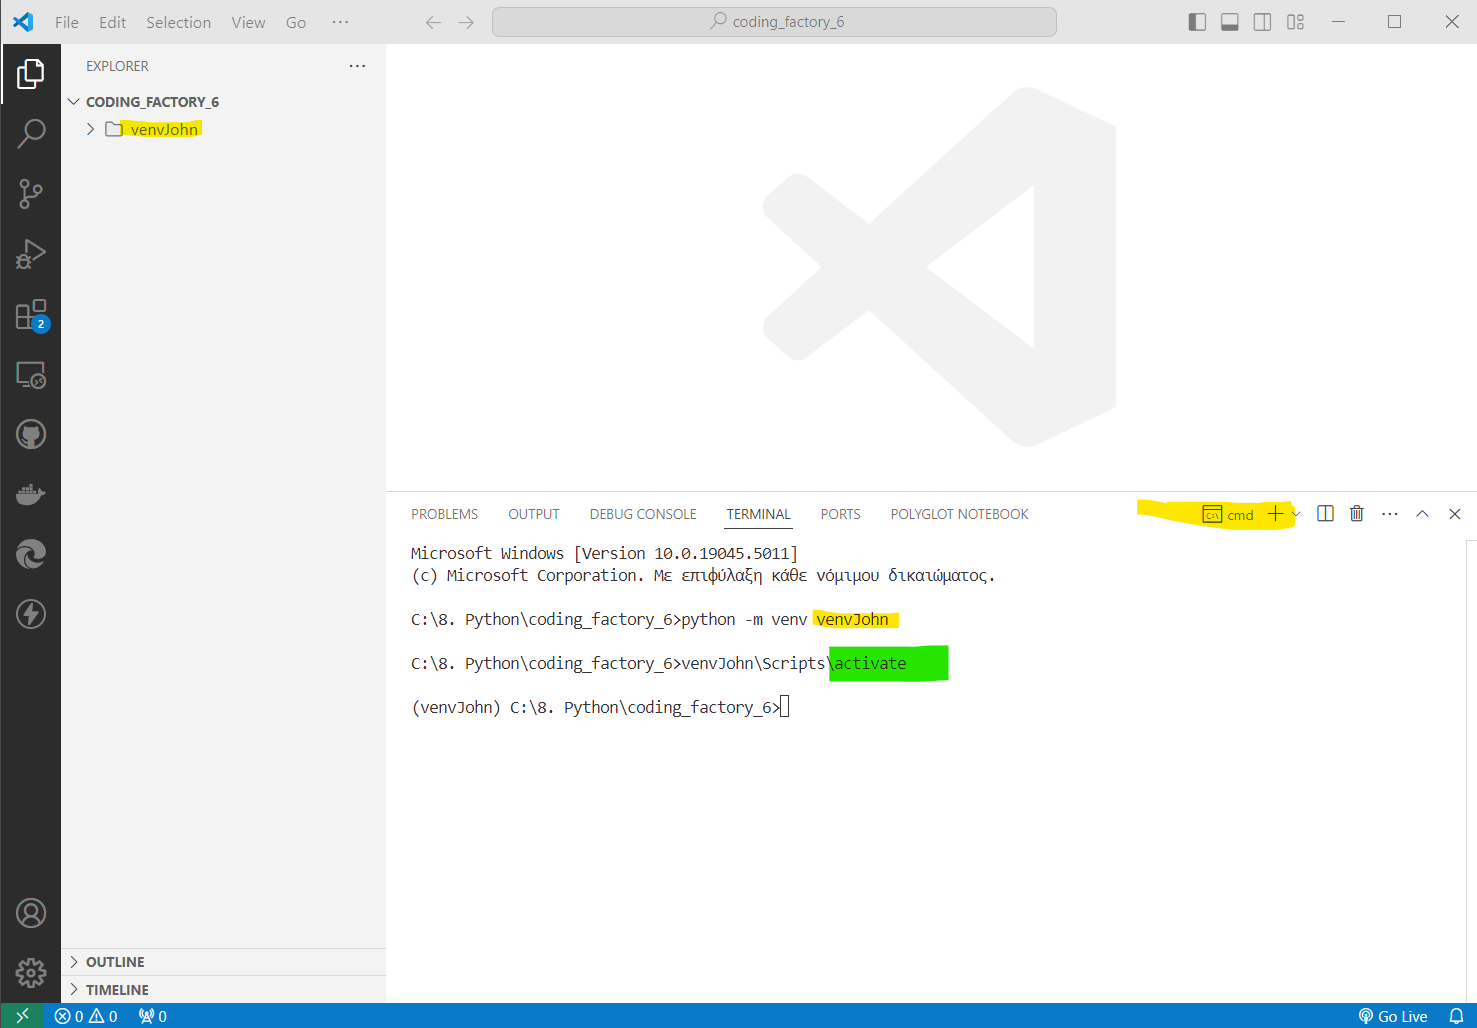 File Edit Selection View Go ···
coding_factory_6
EXPLORER
CODING_FACTORY_6
venvJohn
2
PROBLEMS OUTPUT DEBUG CONSOLE TERMINAL PORTS POLYGLOT NOTEBOOK
cmd
Microsoft Windows [Version 10.0.19045.5011]
(c) Microsoft Corporation. Με επιφύλαξη κάθε νόμιμου δικαιώματος.
C:\8. Python\coding_factory_6>python -m venv venvJohn
C:\8. Python\coding_factory_6>venvJohn\Scripts\activate
(venvJohn) C:\8. Python\coding_factory_6>
OUTLINE
TIMELINE
0 0 0
Go Live